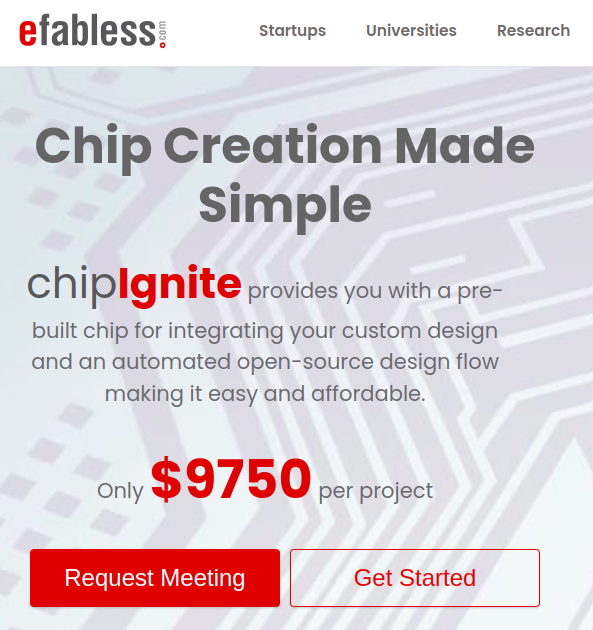 efabless.com
Startups Universities Research
Chip Creation Made
Simple
chipIgnite provides you with a pre-
built chip for integrating your custom design
and an automated open-source design flow
making it easy and affordable.
Only $9750 per project
Request Meeting Get Started